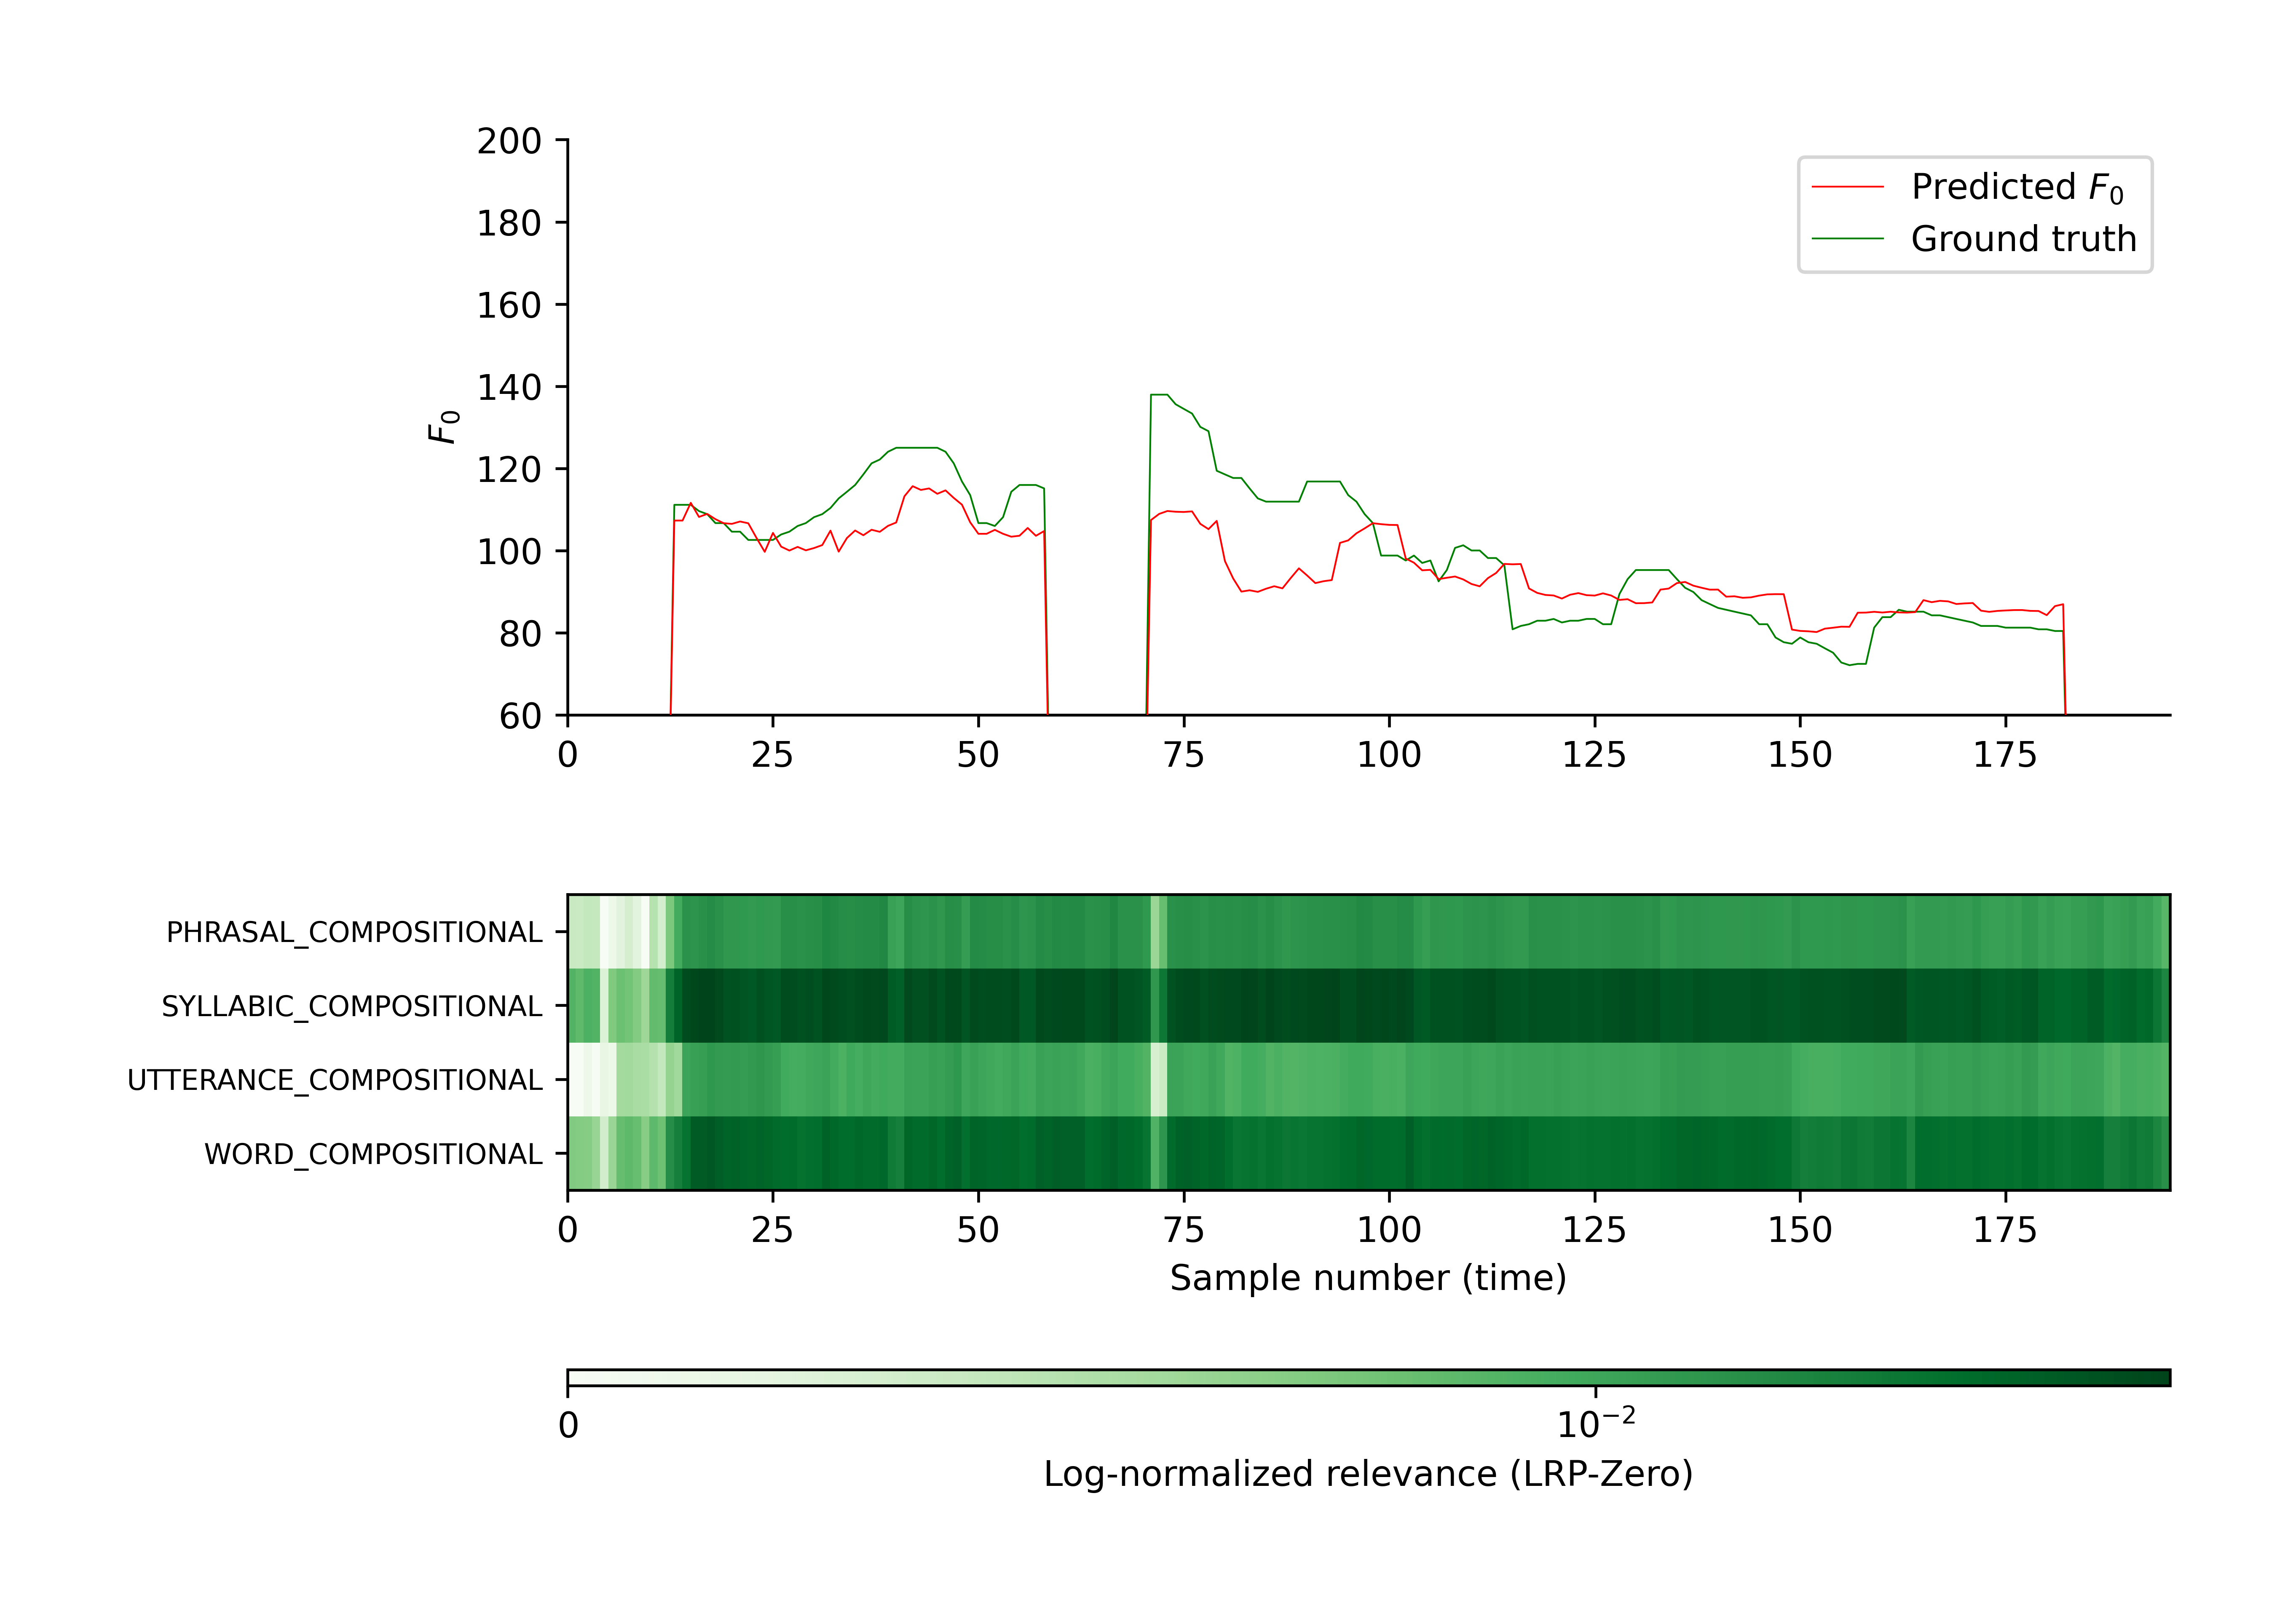 200
180
160
140
120
100
80
60
F0
Predicted F0
Ground truth
0 25 50 75 100 125 150 175
PHRASAL_COMPOSITIONAL
SYLLABIC_COMPOSITIONAL
UTTERANCE_COMPOSITIONAL
WORD_COMPOSITIONAL
0 25 50 75 100 125 150 175
Sample number (time)
0 10−2
Log-normalized relevance (LRP-Zero)